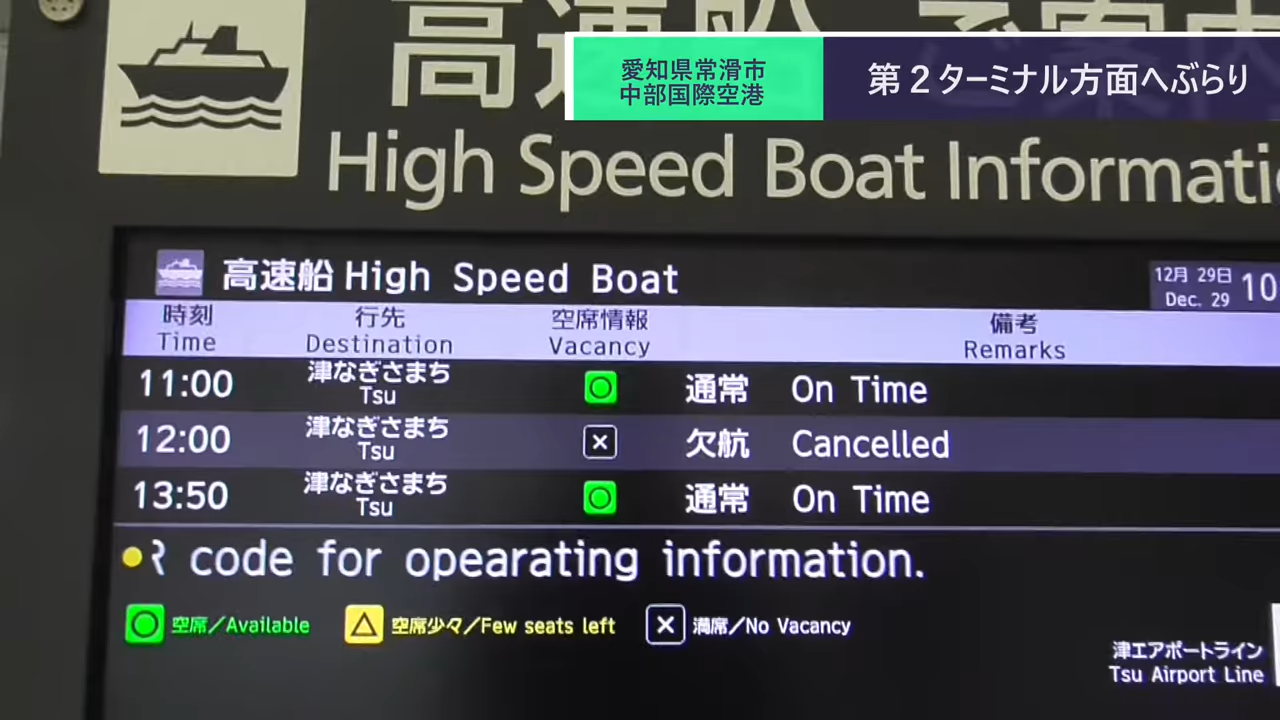 高速船 ご案内
愛知県常滑市
中部国際空港
第2ターミナル方面へぶらり
High Speed Boat Informati
高速船 High Speed Boat
12月 29日
Dec. 29
10
時刻 行先 空席情報 備考
Time Destination Vacancy Remarks
11:00 津なぎさまち Tsu 通常 On Time
12:00 津なぎさまち Tsu 欠航 Cancelled
13:50 津なぎさまち Tsu 通常 On Time
R code for opearating information.
空席/Available 空席少々/Few seats left 満席/No Vacancy
津エアポートライン
Tsu Airport Line